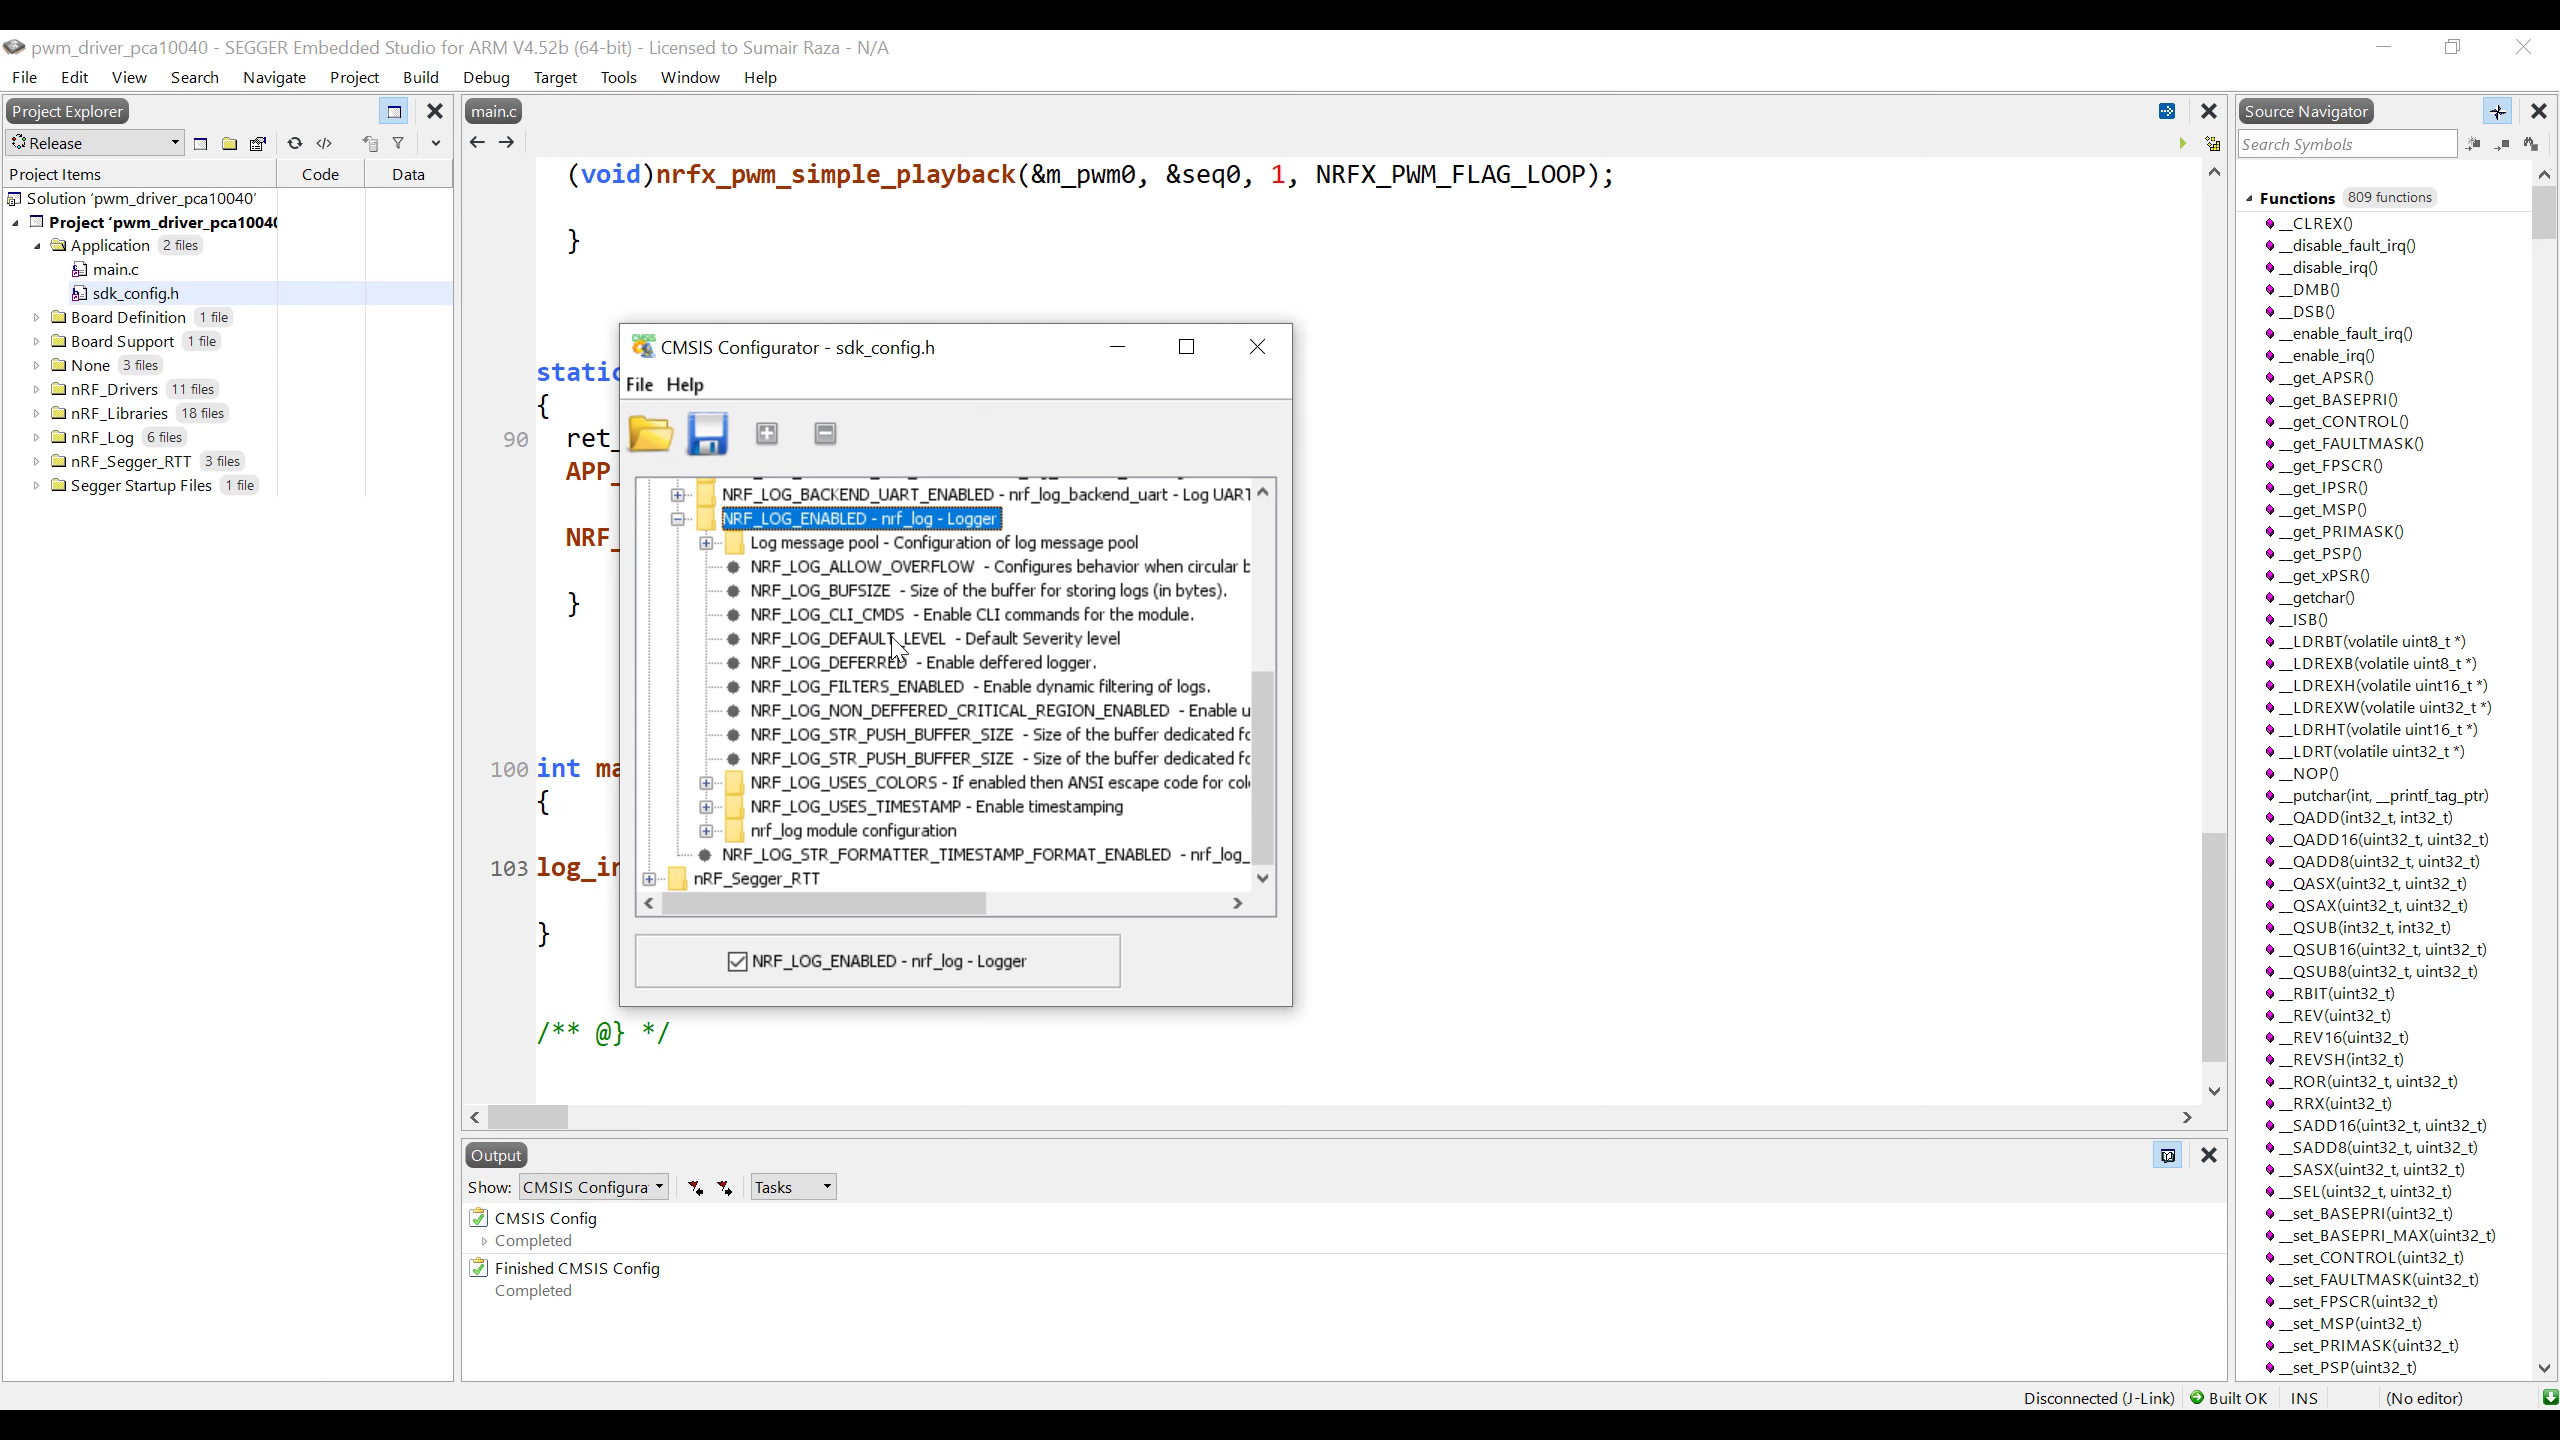 pwm_driver_pca10040 - SEGGER Embedded Studio for ARM V4.52b (64-bit) - Licensed to Sumair Raza - N/A
File Edit View Search Navigate Project Build Debug Target Tools Window Help
Project Explorer
Release
Project Items Code Data
Solution 'pwm_driver_pca10040'
Project 'pwm_driver_pca10040
Application 2 files
main.c
sdk_config.h
Board Definition 1 file
Board Support 1 file
None 3 files
nRF_Drivers 11 files
nRF_Libraries 18 files
nRF_Log 6 files
nRF_Segger_RTT 3 files
Segger Startup Files 1 file
main.c
(void)nrfx_pwm_simple_playback(&m_pwm0, &seq0, 1, NRFX_PWM_FLAG_LOOP);
}
static
{
90 ret_
APP_
NRF_
}
100 int ma
{
103 log_in
}
/** @} */
CMSIS Configurator - sdk_config.h
File Help
NRF_LOG_BACKEND_UART_ENABLED - nrf_log_backend_uart - Log UART
NRF_LOG_ENABLED - nrf_log - Logger
Log message pool - Configuration of log message pool
NRF_LOG_ALLOW_OVERFLOW - Configures behavior when circular b
NRF_LOG_BUFSIZE - Size of the buffer for storing logs (in bytes).
NRF_LOG_CLI_CMDS - Enable CLI commands for the module.
NRF_LOG_DEFAULT_LEVEL - Default Severity level
NRF_LOG_DEFERRED - Enable deffered logger.
NRF_LOG_FILTERS_ENABLED - Enable dynamic filtering of logs.
NRF_LOG_NON_DEFFERED_CRITICAL_REGION_ENABLED - Enable u
NRF_LOG_STR_PUSH_BUFFER_SIZE - Size of the buffer dedicated fo
NRF_LOG_STR_PUSH_BUFFER_SIZE - Size of the buffer dedicated fo
NRF_LOG_USES_COLORS - If enabled then ANSI escape code for col
NRF_LOG_USES_TIMESTAMP - Enable timestamping
nrf_log module configuration
NRF_LOG_STR_FORMATTER_TIMESTAMP_FORMAT_ENABLED - nrf_log_
nRF_Segger_RTT
NRF_LOG_ENABLED - nrf_log - Logger
Output
Show: CMSIS Configura Tasks
CMSIS Config
Completed
Finished CMSIS Config
Completed
Source Navigator
Search Symbols
Functions 809 functions
__CLREX()
__disable_fault_irq()
__disable_irq()
__DMB()
__DSB()
__enable_fault_irq()
__enable_irq()
__get_APSR()
__get_BASEPRI()
__get_CONTROL()
__get_FAULTMASK()
__get_FPSCR()
__get_IPSR()
__get_MSP()
__get_PRIMASK()
__get_PSP()
__get_xPSR()
__getchar()
__ISB()
__LDRBT(volatile uint8_t *)
__LDREXB(volatile uint8_t *)
__LDREXH(volatile uint16_t *)
__LDREXW(volatile uint32_t *)
__LDRHT(volatile uint16_t *)
__LDRT(volatile uint32_t *)
__NOP()
__putchar(int, __printf_tag_ptr)
__QADD(int32_t, int32_t)
__QADD16(uint32_t, uint32_t)
__QADD8(uint32_t, uint32_t)
__QASX(uint32_t, uint32_t)
__QSAX(uint32_t, uint32_t)
__QSUB(int32_t, int32_t)
__QSUB16(uint32_t, uint32_t)
__QSUB8(uint32_t, uint32_t)
__RBIT(uint32_t)
__REV(uint32_t)
__REV16(uint32_t)
__REVSH(int32_t)
__ROR(uint32_t, uint32_t)
__RRX(uint32_t)
__SADD16(uint32_t, uint32_t)
__SADD8(uint32_t, uint32_t)
__SASX(uint32_t, uint32_t)
__SEL(uint32_t, uint32_t)
__set_BASEPRI(uint32_t)
__set_BASEPRI_MAX(uint32_t)
__set_CONTROL(uint32_t)
__set_FAULTMASK(uint32_t)
__set_FPSCR(uint32_t)
__set_MSP(uint32_t)
__set_PRIMASK(uint32_t)
__set_PSP(uint32_t)
Disconnected (J-Link) Built OK INS (No editor)